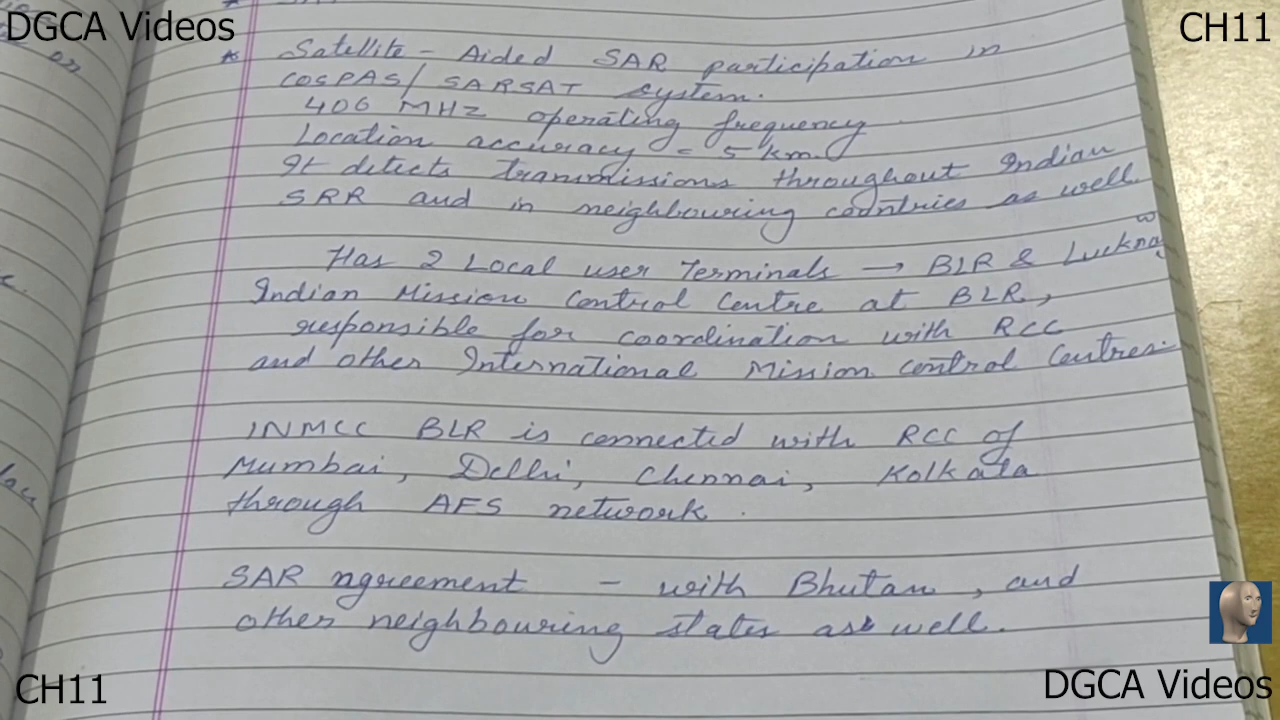 DGCA Videos
CH11
* Satellite - Aided SAR participation in
COSPAS/SARSAT system.
406 MHZ operating frequency
Location accuracy = 5 km.
It detects transmissions throughout Indian
SRR and in neighbouring countries as well.
Has 2 Local user Terminals → BLR & Lucknow
Indian Mission Control Centre at BLR,
responsible for coordination with RCC
and other International Mission control Centres.
INMCC BLR is connected with RCC of
Mumbai, Delhi, Chennai, Kolkata
through AFS network.
SAR agreement - with Bhutan, and
other neighbouring states as well.
CH11
DGCA Videos